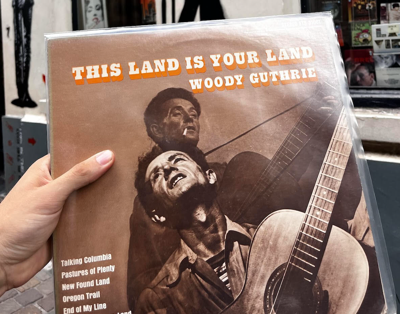 THIS LAND IS YOUR LAND
WOODY GUTHRIE
Talking Columbia
Pastures of Plenty
New Found Land
Oregon Trail
End of My Line